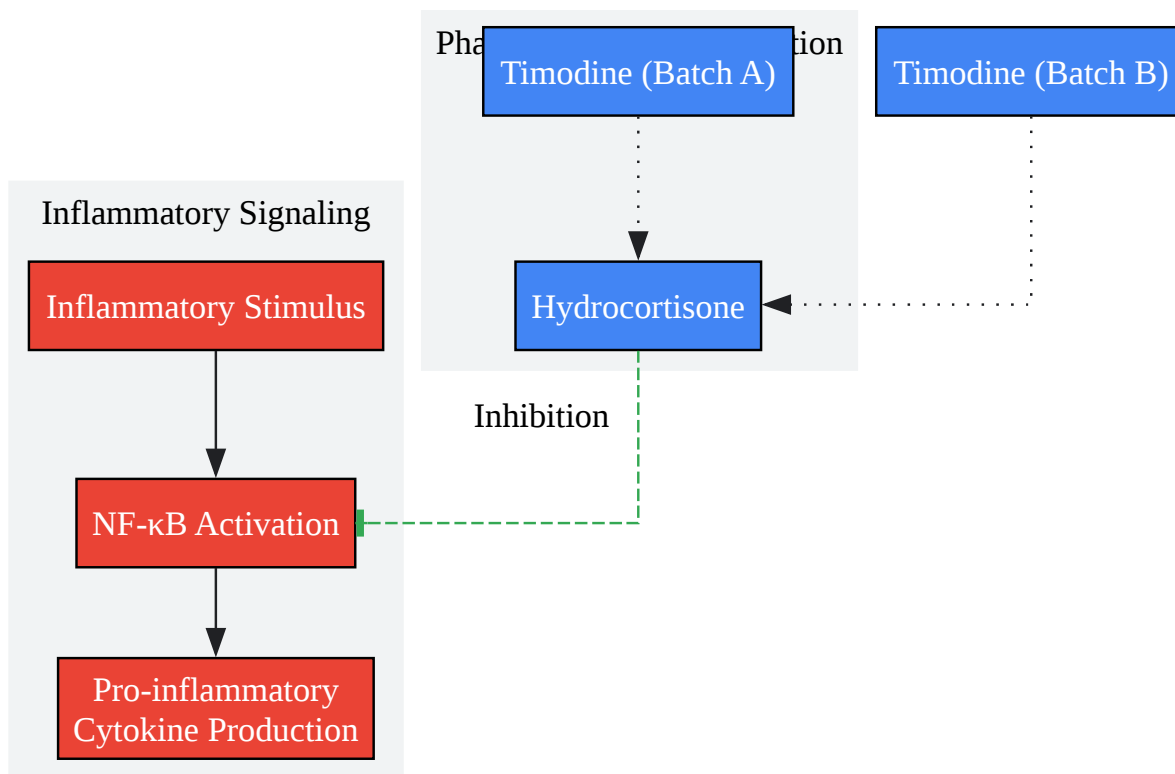 Timodine (Batch A)
Timodine (Batch B)
Inflammatory Signaling
Inflammatory Stimulus
Hydrocortisone
Inhibition
NF-κB Activation
Pro-inflammatory
Cytokine Production